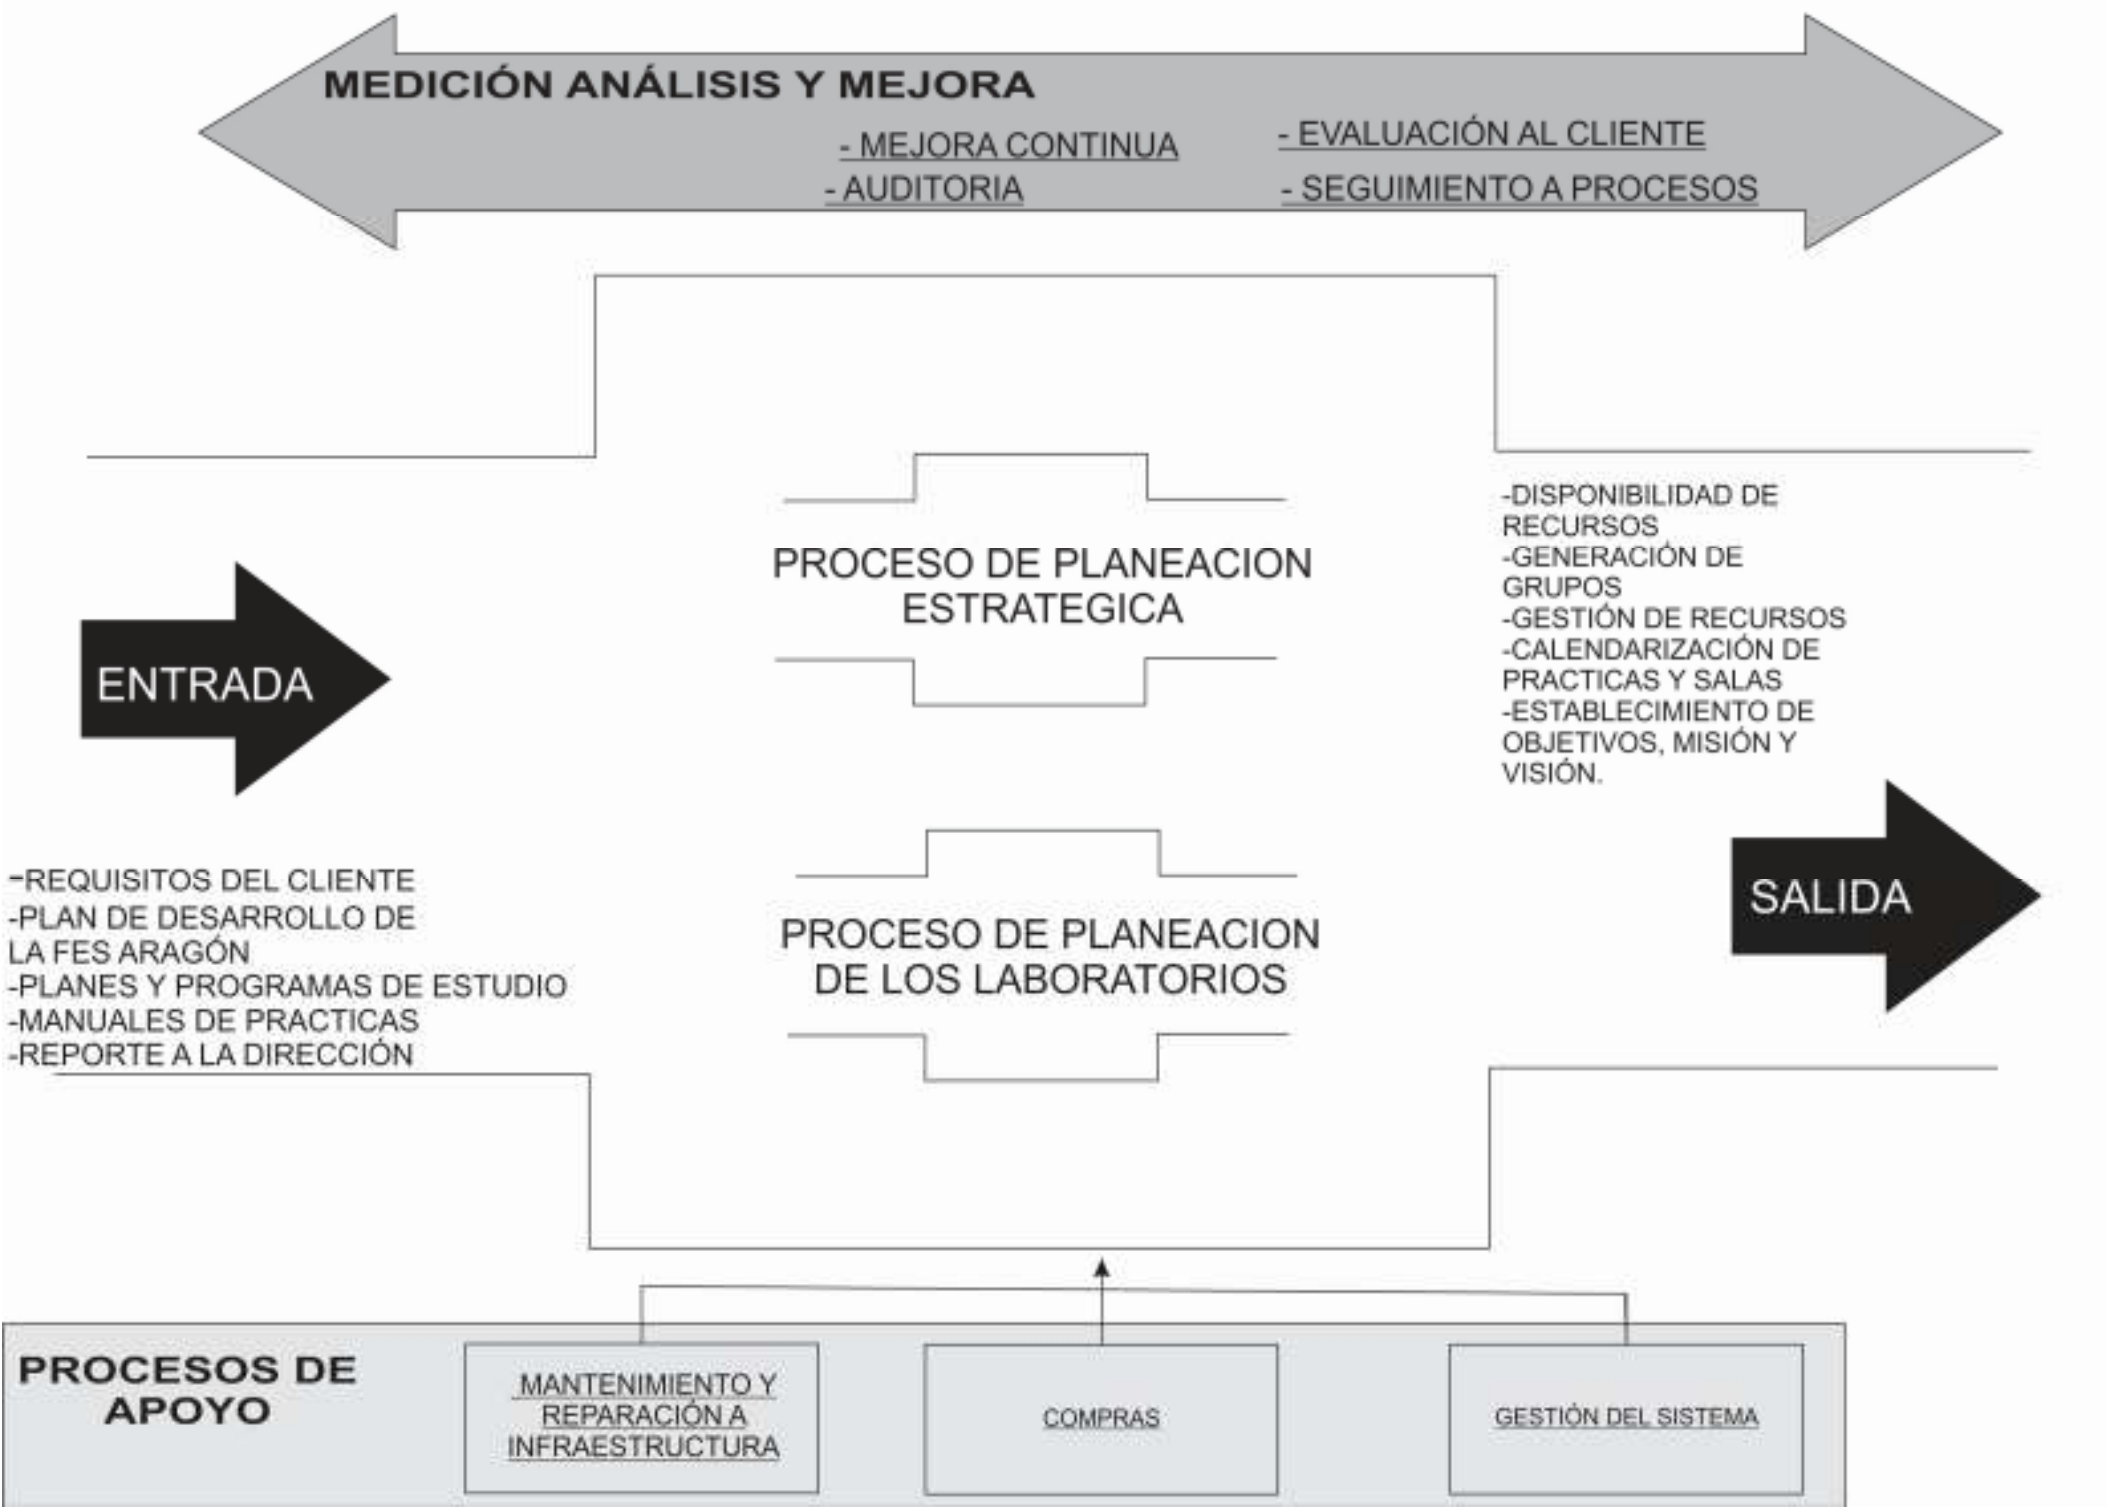 MEDICIÓN ANÁLISIS Y MEJORA
- MEJORA CONTINUA
- AUDITORIA
- EVALUACIÓN AL CLIENTE
- SEGUIMIENTO A PROCESOS
ENTRADA
-REQUISITOS DEL CLIENTE
-PLAN DE DESARROLLO DE
LA FES ARAGÓN
-PLANES Y PROGRAMAS DE ESTUDIO
-MANUALES DE PRACTICAS
-REPORTE A LA DIRECCIÓN
PROCESO DE PLANEACION
ESTRATEGICA
PROCESO DE PLANEACION
DE LOS LABORATORIOS
-DISPONIBILIDAD DE
RECURSOS
-GENERACIÓN DE
GRUPOS
-GESTIÓN DE RECURSOS
-CALENDARIZACIÓN DE
PRACTICAS Y SALAS
-ESTABLECIMIENTO DE
OBJETIVOS, MISIÓN Y
VISIÓN.
SALIDA
PROCESOS DE
APOYO
MANTENIMIENTO Y
REPARACIÓN A
INFRAESTRUCTURA
COMPRAS
GESTIÓN DEL SISTEMA